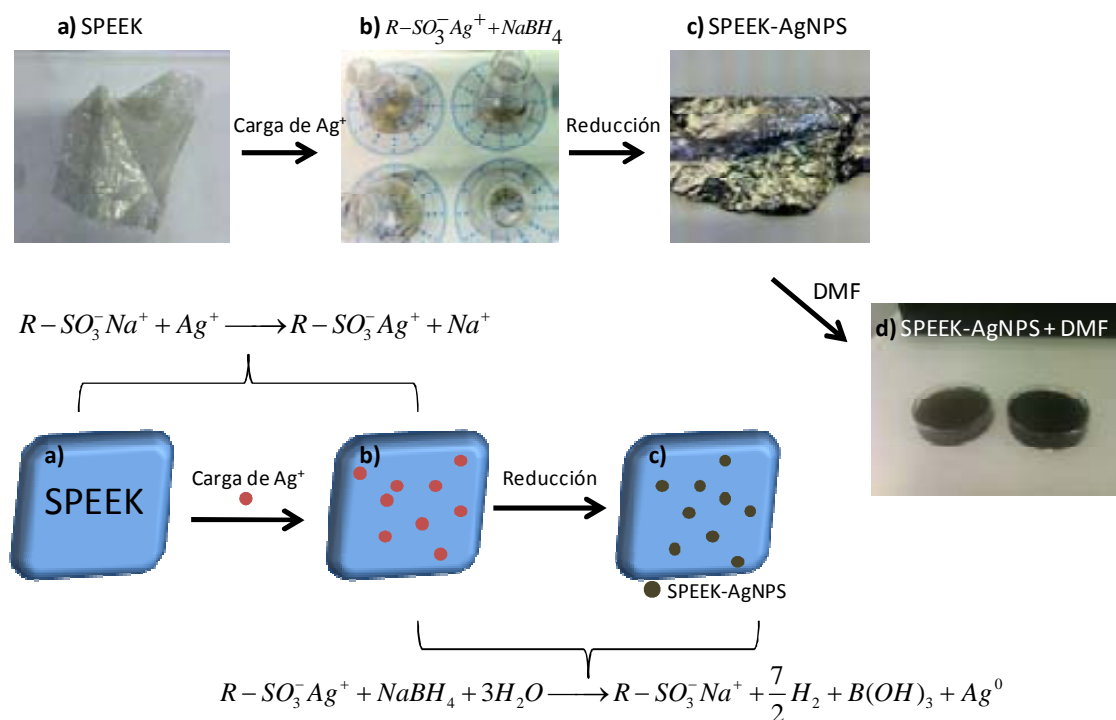 a) SPEEK
b) R−SO₃⁻Ag⁺+NaBH₄
c) SPEEK-AgNPS
Carga de Ag⁺
Reducción
DMF
d) SPEEK-AgNPS + DMF
R − SO₃⁻Na⁺ + Ag⁺ ⟶ R − SO₃⁻Ag⁺ + Na⁺
a)
SPEEK
Carga de Ag⁺
b)
Reducción
c)
SPEEK-AgNPS
R − SO₃⁻Ag⁺ + NaBH₄ + 3H₂O ⟶ R − SO₃⁻Na⁺ + 7/2 H₂ + B(OH)₃ + Ag⁰